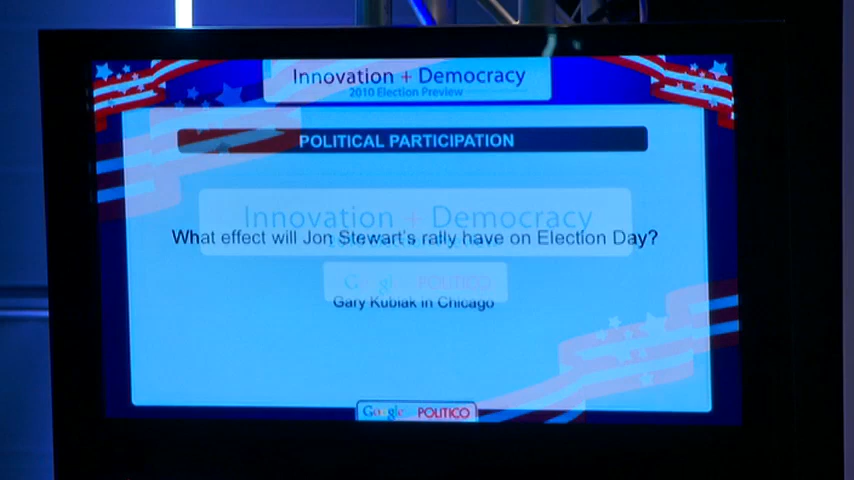 Innovation + Democracy
2010 Election Preview
POLITICAL PARTICIPATION
Innovation + Democracy
What effect will Jon Stewart's rally have on Election Day?
Google POLITICO
Gary Kubiak in Chicago
Google POLITICO